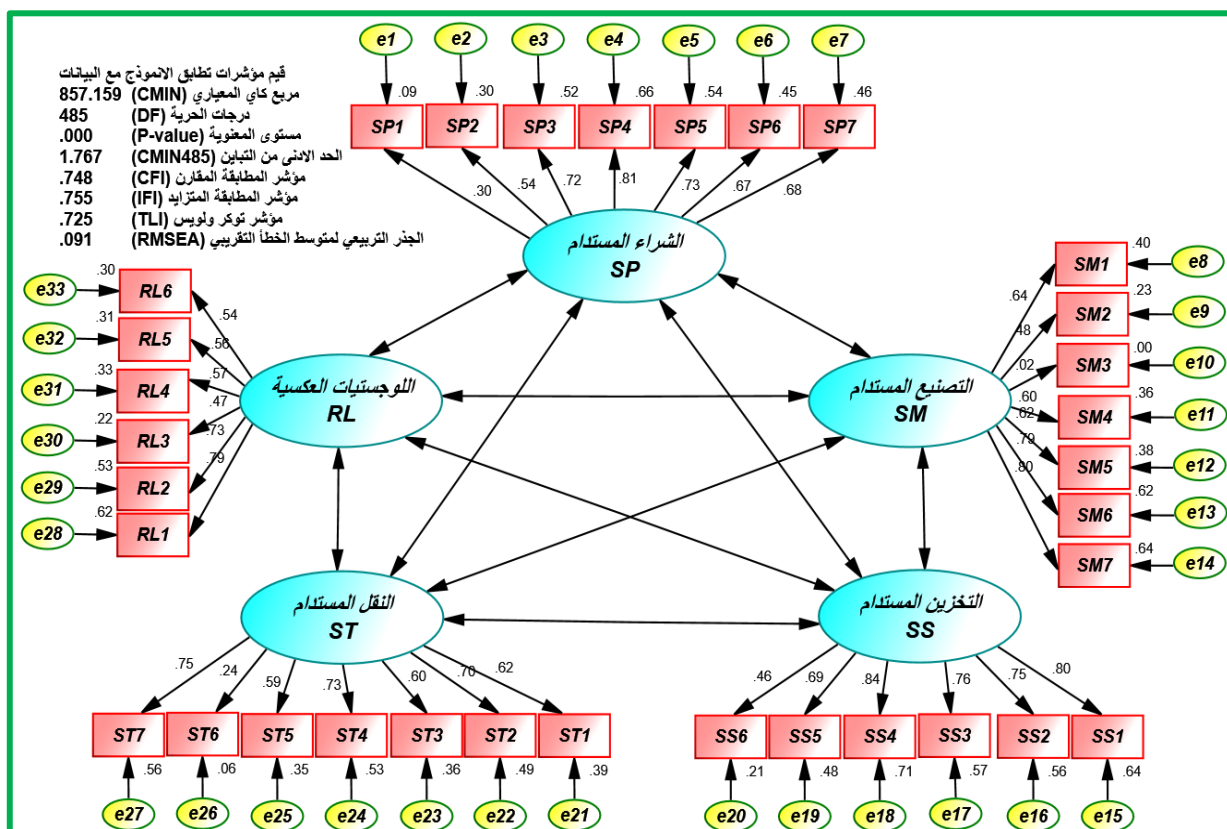 e1 e2 e3 e4 e5 e6 e7
قيم مؤشرات تطابق الانموذج مع البيانات
مربع كاي المعياري (CMIN) 857.159
درجات الحرية (DF) 485
مستوى المعنوية (P-value) .000
الحد الادنى من التباين (CMIN485) 1.767
مؤشر المطابقة المقارن (CFI) .748
مؤشر المطابقة المتزايد (IFI) .755
مؤشر توكر ولويس (TLI) .725
الجذر التربيعي لمتوسط الخطأ التقريبي (RMSEA) .091
.09 .30 .52 .66 .54 .45 .46
SP1 SP2 SP3 SP4 SP5 SP6 SP7
.30 .54 .72 .81 .73 .67 .68
الشراء المستدام
SP
e33 .30 RL6 .54
e32 .31 RL5 .56
e31 .33 RL4 .57
e30 .22 RL3 .47
e29 .53 RL2 .73
e28 .62 RL1 .79
اللوجستيات العكسية
RL
التصنيع المستدام
SM
.64 SM1 .40 e8
.48 SM2 .23 e9
.02 SM3 .00 e10
.60 SM4 .36 e11
.62 SM5 .38 e12
.79 SM6 .62 e13
.80 SM7 .64 e14
النقل المستدام
ST
.75 .24 .59 .73 .60 .70 .62
ST7 ST6 ST5 ST4 ST3 ST2 ST1
.56 .06 .35 .53 .36 .49 .39
e27 e26 e25 e24 e23 e22 e21
التخزين المستدام
SS
.46 .69 .84 .76 .75 .80
SS6 SS5 SS4 SS3 SS2 SS1
.21 .48 .71 .57 .56 .64
e20 e19 e18 e17 e16 e15